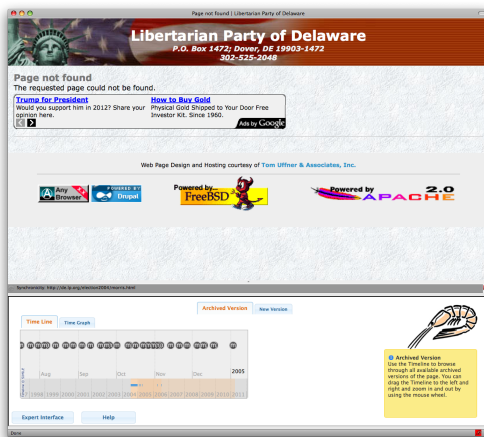 Page not found | Libertarian Party of Delaware
Libertarian Party of Delaware
P.O. Box 1472; Dover, DE 19903-1472
302-525-2048
Page not found
The requested page could not be found.
Trump for President
Would you support him in 2012? Share your opinion here.
How to Buy Gold
Physical Gold Shipped to Your Door Free Investor Kit. Since 1960.
Ads by Google
Web Page Design and Hosting courtesy of Tom Uffner & Associates, Inc.
Any Browser
POWERED BY Drupal
Powered by FreeBSD
Powered by APACHE 2.0
Synchronicity: http://de.lp.org/election2004/morris.html
Archived Version
New Version
Time Line
Time Graph
Aug
Sep
Oct
Nov
Dec
2005
1998 1999 2000 2001 2002 2003 2004 2005 2006 2007 2008 2009 2010 2011
Archived Version
Use the Timeline to browse
through all available archived
versions of the page. You can
drag the Timeline to the left and
right and zoom in and out by
using the mouse wheel.
Expert Interface
Help
Done